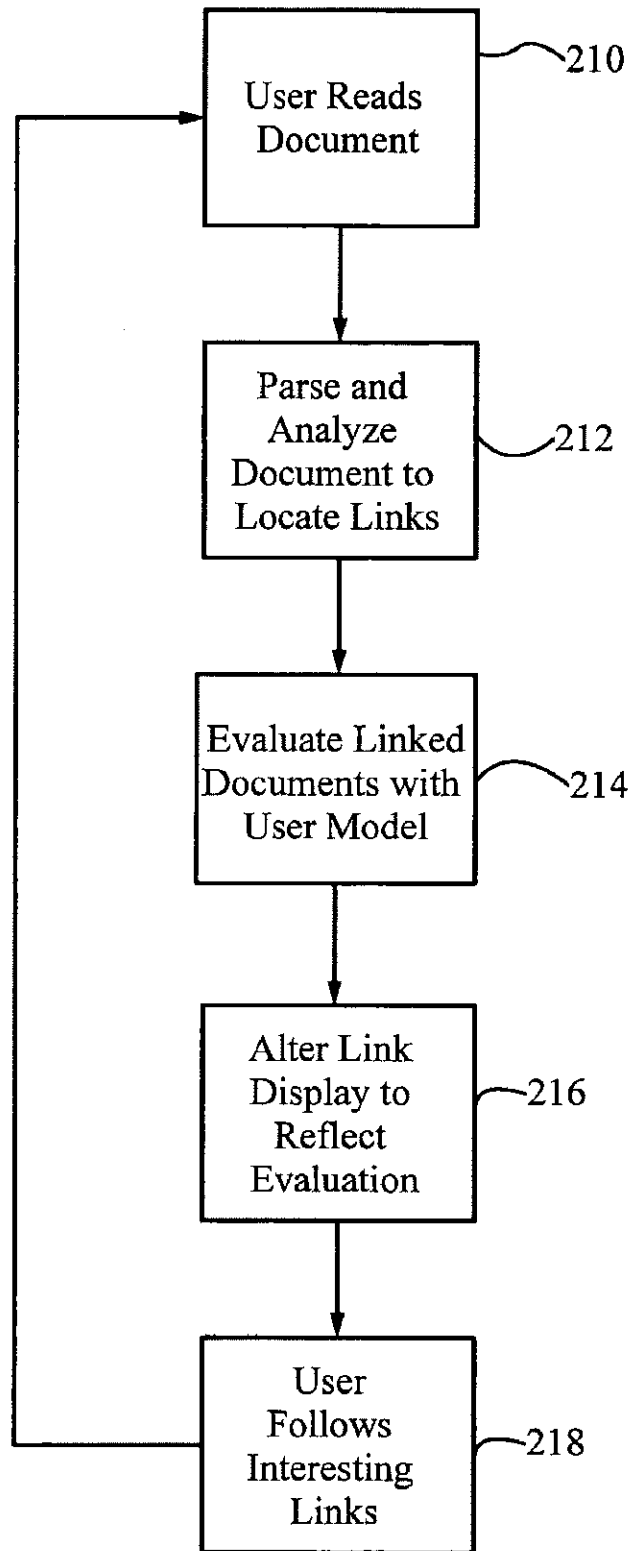 User Reads
Document
210
Parse and
Analyze
Document to
Locate Links
212
Evaluate Linked
Documents with
User Model
214
Alter Link
Display to
Reflect
Evaluation
216
User
Follows
Interesting
Links
218